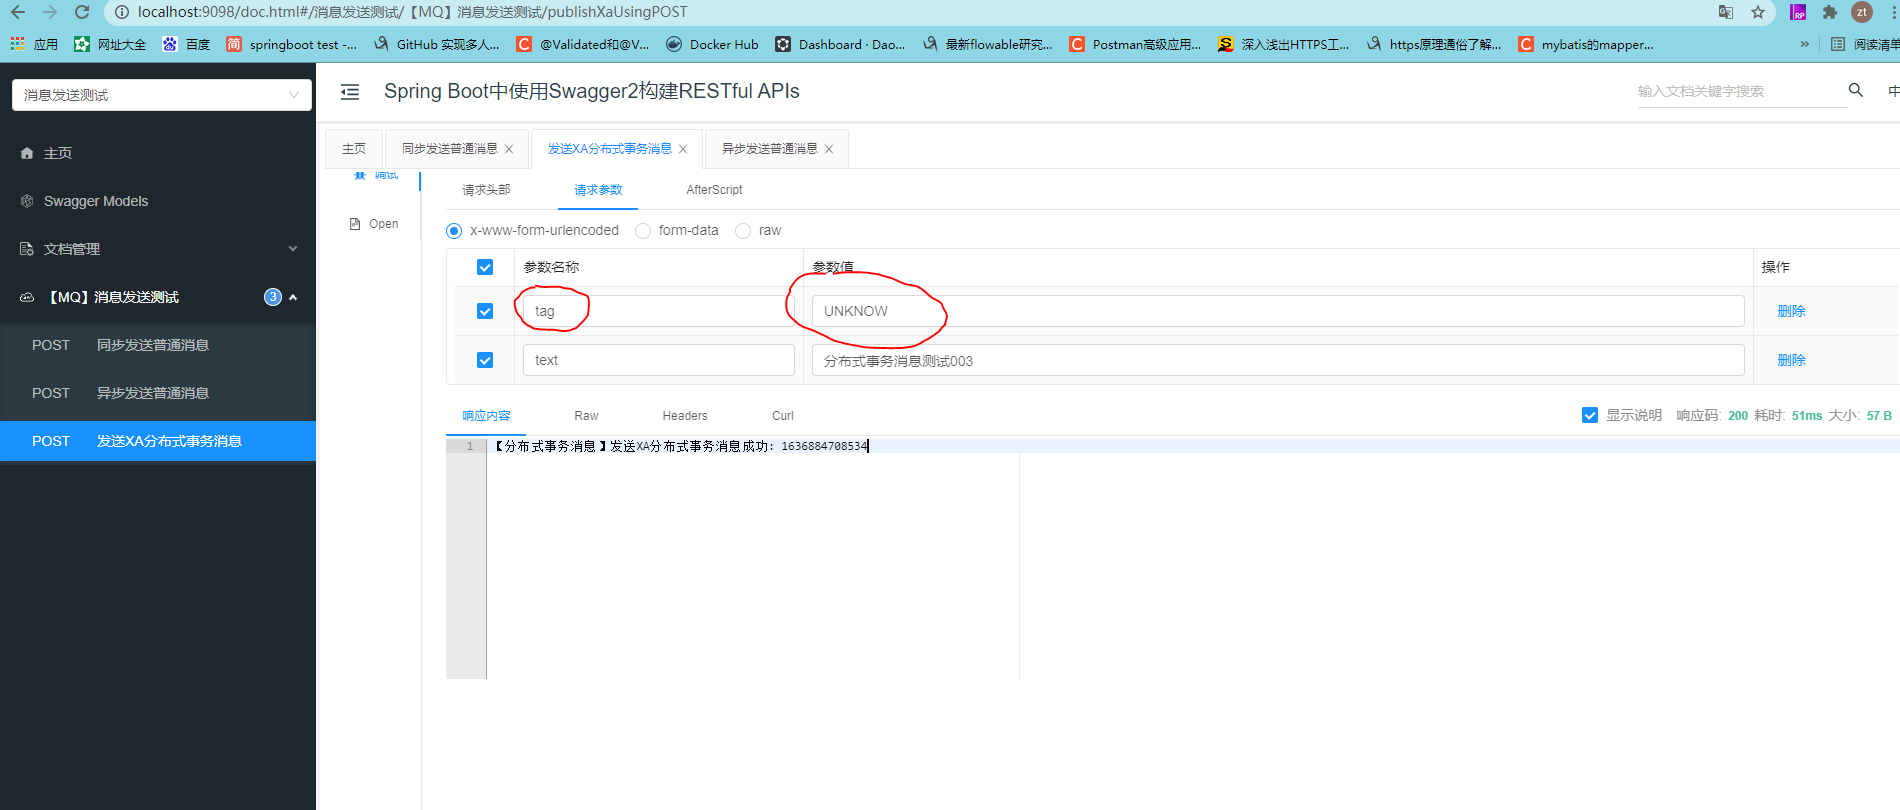 localhost:9098/doc.html#/消息发送测试/【MQ】消息发送测试/publishXaUsingPOST
RP
zt
应用
网址大全
百度
简 springboot test -...
GitHub 实现多人...
C @Validated和@V...
Docker Hub
Dashboard · Dao...
最新flowable研究...
C Postman高级应用...
S 深入浅出HTTPS工...
https原理通俗了解...
C mybatis的mapper...
»
阅读清单
消息发送测试
Spring Boot中使用Swagger2构建RESTful APIs
输入文档关键字搜索
中
主页
Swagger Models
文档管理
【MQ】消息发送测试 3
POST 同步发送普通消息
POST 异步发送普通消息
POST 发送XA分布式事务消息
主页
同步发送普通消息
发送XA分布式事务消息
异步发送普通消息
调试
Open
请求头部
请求参数
AfterScript
x-www-form-urlencoded
form-data
raw
参数名称
参数值
操作
tag
UNKNOW
删除
text
分布式事务消息测试003
删除
响应内容
Raw
Headers
Curl
显示说明 响应码: 200 耗时: 51ms 大小: 57 B
1 【分布式事务消息】发送XA分布式事务消息成功: 1636884708534